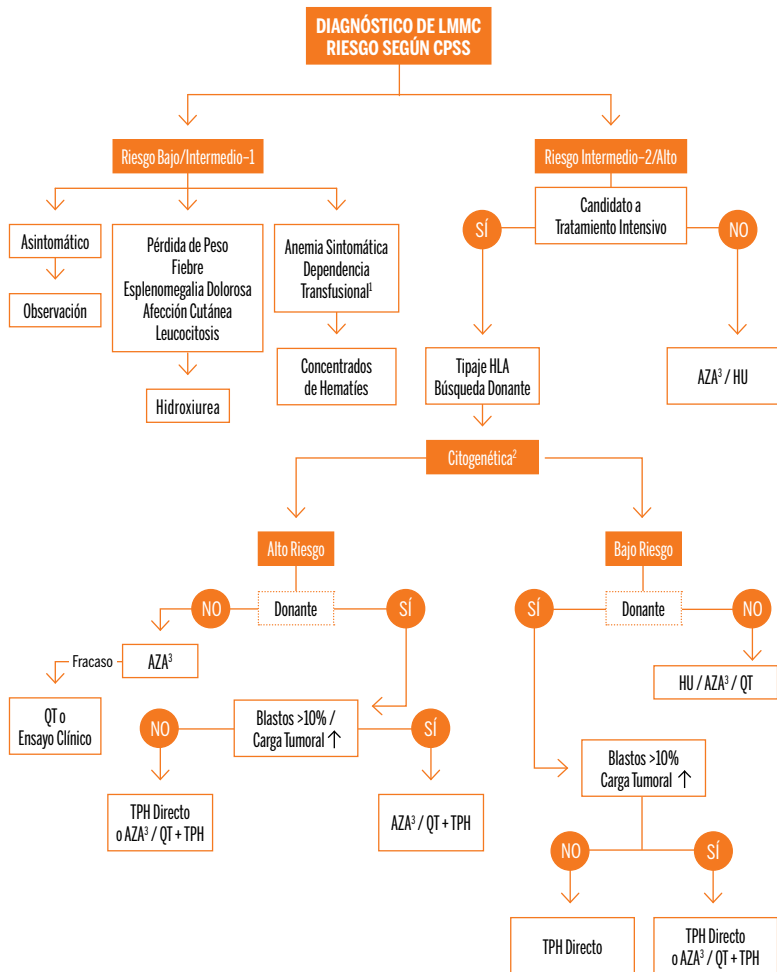 DIAGNÓSTICO DE LMMC
RIESGO SEGÚN CPSS
Riesgo Bajo/Intermedio–1
Riesgo Intermedio–2/Alto
Asintomático
Observación
Pérdida de Peso
Fiebre
Esplenomegalia Dolorosa
Afección Cutánea
Leucocitosis
Hidroxiurea
Anemia Sintomática
Dependencia
Transfusional¹
Concentrados
de Hematíes
Candidato a
Tratamiento Intensivo
SÍ
NO
Tipaje HLA
Búsqueda Donante
AZA³ / HU
Citogenética²
Alto Riesgo
Bajo Riesgo
NO
Donante
SÍ
SÍ
Donante
NO
Fracaso
AZA³
HU / AZA³ / QT
QT o
Ensayo Clínico
NO
Blastos >10% /
Carga Tumoral ↑
SÍ
Blastos >10%
Carga Tumoral ↑
TPH Directo
o AZA³ / QT + TPH
AZA³ / QT + TPH
NO
SÍ
TPH Directo
TPH Directo
o AZA³ / QT + TPH